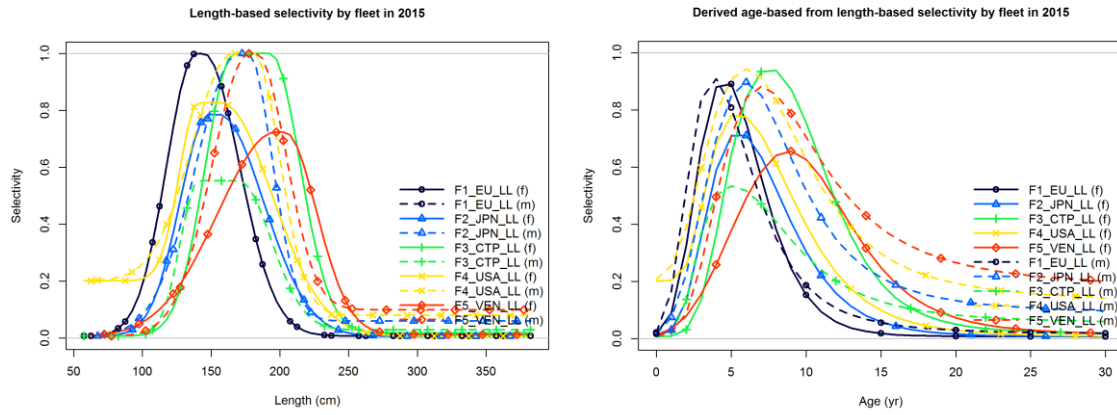 Length-based selectivity by fleet in 2015
1.0
0.8
0.6
0.4
0.2
0.0
Selectivity
50 100 150 200 250 300 350
Length (cm)
F1_EU_LL (f)
F1_EU_LL (m)
F2_JPN_LL (f)
F2_JPN_LL (m)
F3_CTP_LL (f)
F3_CTP_LL (m)
F4_USA_LL (f)
F4_USA_LL (m)
F5_VEN_LL (f)
F5_VEN_LL (m)
Derived age-based from length-based selectivity by fleet in 2015
1.0
0.8
0.6
0.4
0.2
0.0
Selectivity
0 5 10 15 20 25 30
Age (yr)
F1_EU_LL (f)
F2_JPN_LL (f)
F3_CTP_LL (f)
F4_USA_LL (f)
F5_VEN_LL (f)
F1_EU_LL (m)
F2_JPN_LL (m)
F3_CTP_LL (m)
F4_USA_LL (m)
F5_VEN_LL (m)